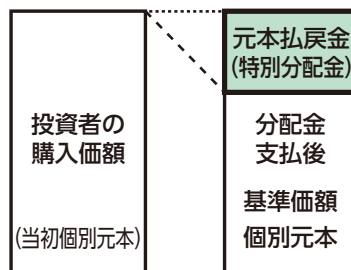 投資者の
購入価額
(当初個別元本)
元本払戻金
(特別分配金)
分配金
支払後
基準価額
個別元本